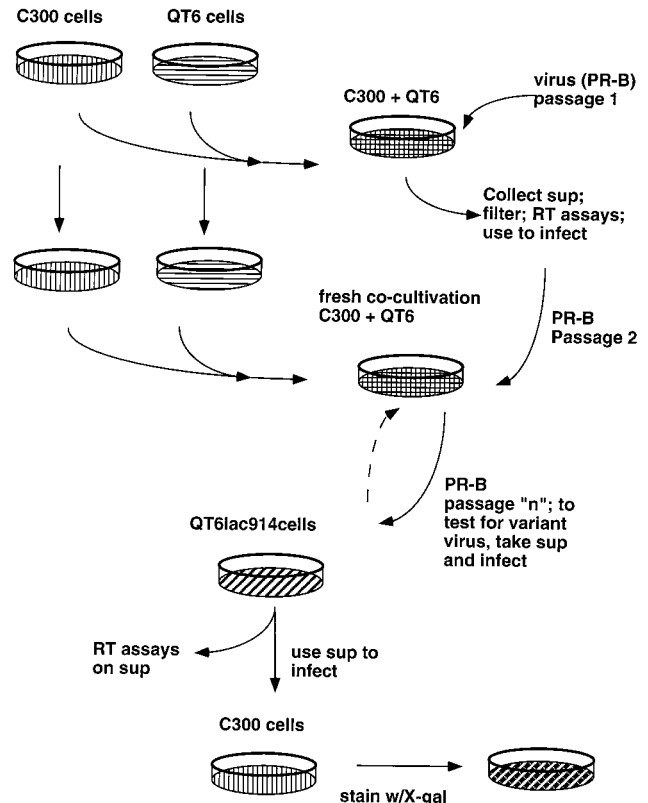 C300 cells
QT6 cells
C300 + QT6
virus (PR-B)
passage 1
Collect sup;
filter; RT assays;
use to infect
fresh co-cultivation
C300 + QT6
PR-B
Passage 2
PR-B
passage "n"; to
test for variant
virus, take sup
and infect
QT6lac914cells
RT assays
on sup
use sup to
infect
C300 cells
stain w/X-gal